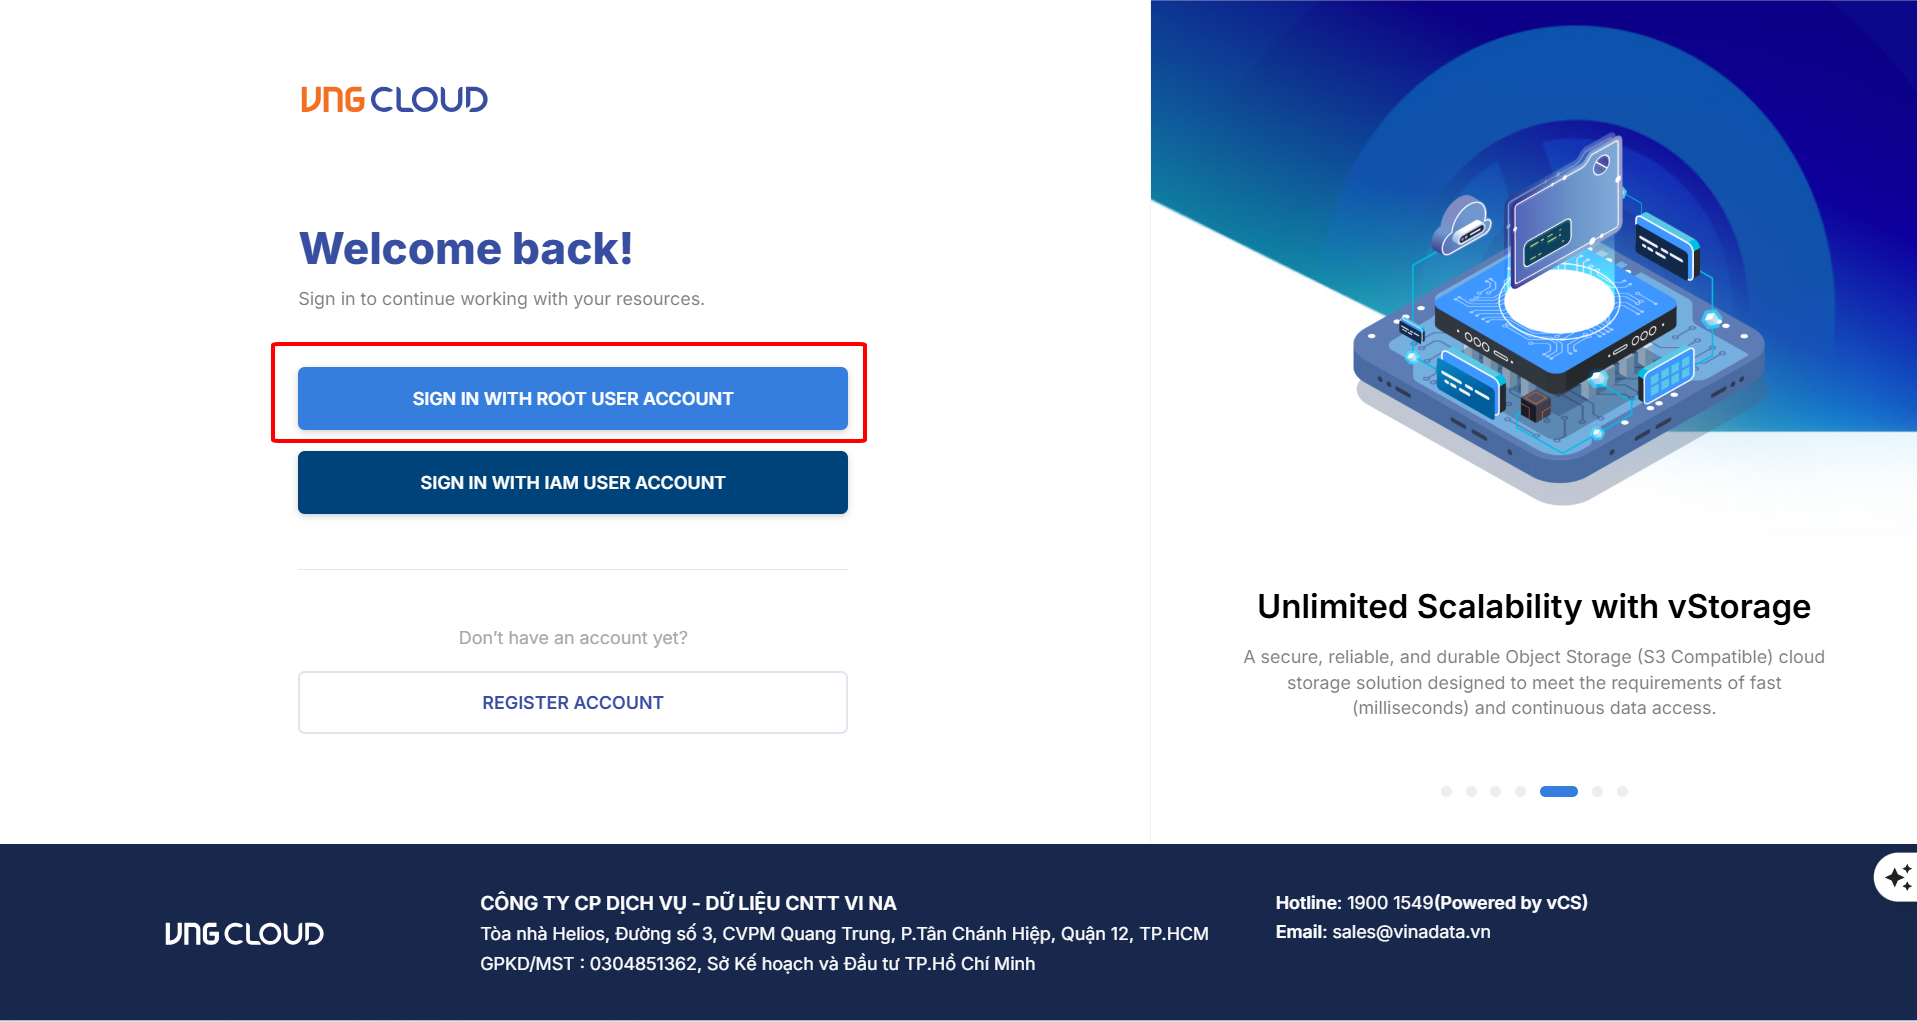 VNG CLOUD
Welcome back!
Sign in to continue working with your resources.
SIGN IN WITH ROOT USER ACCOUNT
SIGN IN WITH IAM USER ACCOUNT
Don’t have an account yet?
REGISTER ACCOUNT
Unlimited Scalability with vStorage
A secure, reliable, and durable Object Storage (S3 Compatible) cloud
storage solution designed to meet the requirements of fast
(milliseconds) and continuous data access.
VNG CLOUD
CÔNG TY CP DỊCH VỤ - DỮ LIỆU CNTT VI NA
Tòa nhà Helios, Đường số 3, CVPM Quang Trung, P.Tân Chánh Hiệp, Quận 12, TP.HCM
GPKD/MST : 0304851362, Sở Kế hoạch và Đầu tư TP.Hồ Chí Minh
Hotline: 1900 1549(Powered by vCS)
Email: sales@vinadata.vn